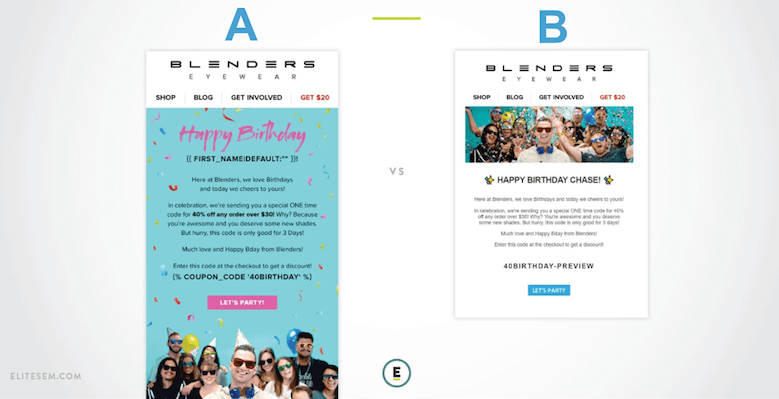 A
BLENDERS
EYEWEAR
SHOP BLOG GET INVOLVED GET $20
Happy Birthday
{{ FIRST_NAME|DEFAULT:"" }}!
Here at Blenders, we love Birthdays
and today we cheers to yours!
In celebration, we're sending you a special ONE time
code for 40% off any order over $30! Why? Because
you're awesome and you deserve some new shades.
But hurry, this code is only good for 3 Days!
Much love and Happy Bday from Blenders!
Enter this code at the checkout to get a discount!
{% COUPON_CODE '40BIRTHDAY' %}
LET'S PARTY!
VS
B
BLENDERS
EYEWEAR
SHOP BLOG GET INVOLVED GET $20
HAPPY BIRTHDAY CHASE!
Here at Blenders, we love Birthdays and today we cheers to yours!
In celebration, we're sending you a special ONE time code for 40%
off any order over $30! Why? Because you're awesome and you deserve
some new shades. But hurry, this code is only good for 3 days!
Much love and Happy Bday from Blenders!
Enter this code at the checkout to get a discount!
40BIRTHDAY-PREVIEW
LET'S PARTY
ELITESEM.COM
E